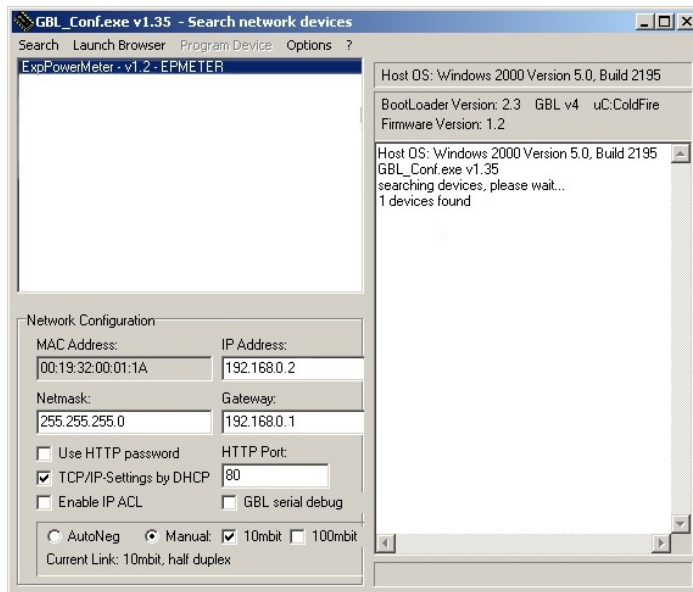 GBL_Conf.exe v1.35 - Search network devices
Search Launch Browser Program Device Options ?
ExpPowerMeter - v1.2 - EPMETER
Host OS: Windows 2000 Version 5.0, Build 2195
BootLoader Version: 2.3 GBL v4 uC:ColdFire
Firmware Version: 1.2
Host OS: Windows 2000 Version 5.0, Build 2195
GBL_Conf.exe v1.35
searching devices, please wait...
1 devices found
Network Configuration
MAC Address: IP Address:
00:19:32:00:01:1A 192.168.0.2
Netmask: Gateway:
255.255.255.0 192.168.0.1
Use HTTP password HTTP Port:
TCP/IP-Settings by DHCP 80
Enable IP ACL GBL serial debug
AutoNeg Manual: 10mbit 100mbit
Current Link: 10mbit, half duplex